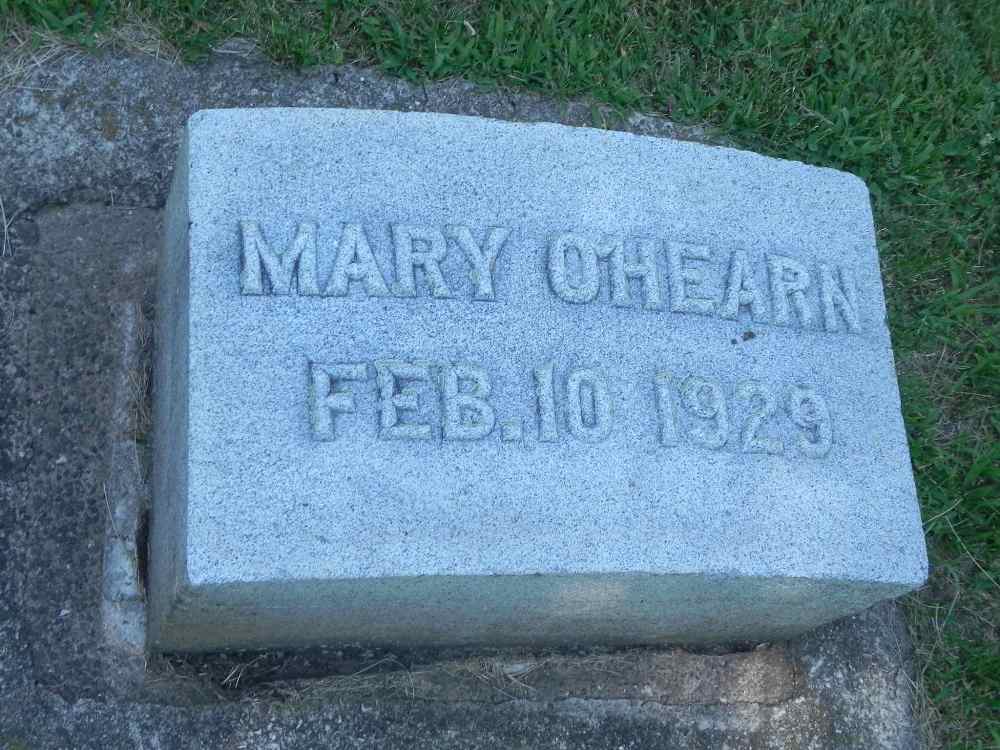 MARY O'HEARN
FEB. 10 1929